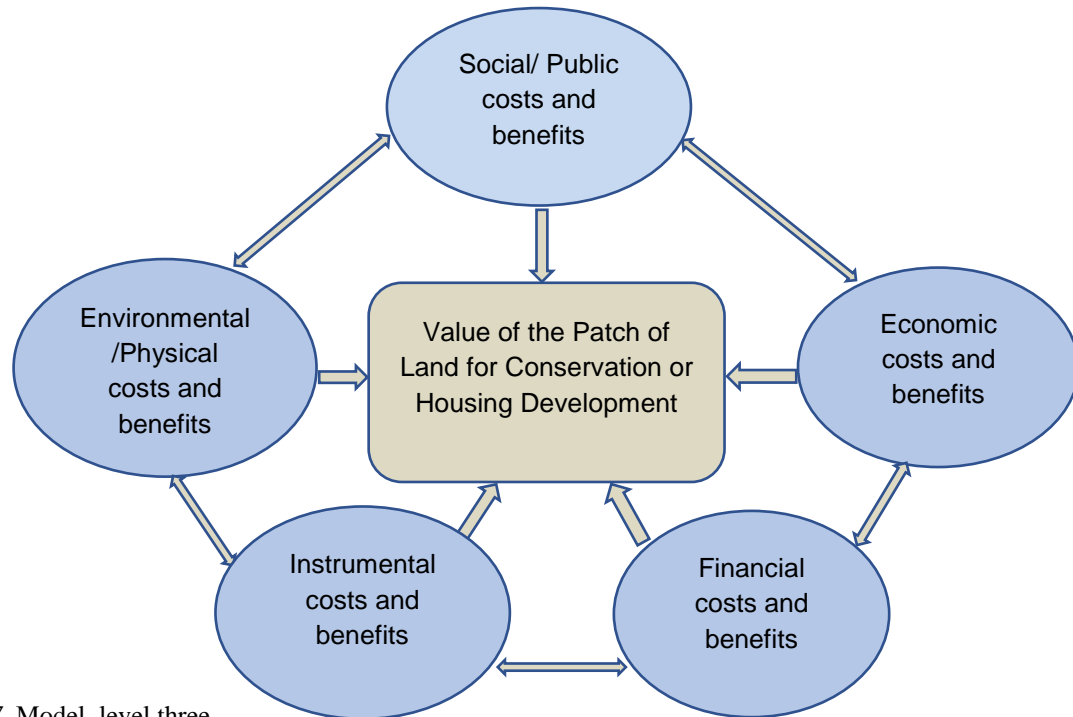 Social/ Public
costs and
benefits
Environmental
/Physical
costs and
benefits
Value of the Patch of
Land for Conservation or
Housing Development
Economic
costs and
benefits
Instrumental
costs and
benefits
Financial
costs and
benefits
Model, level three